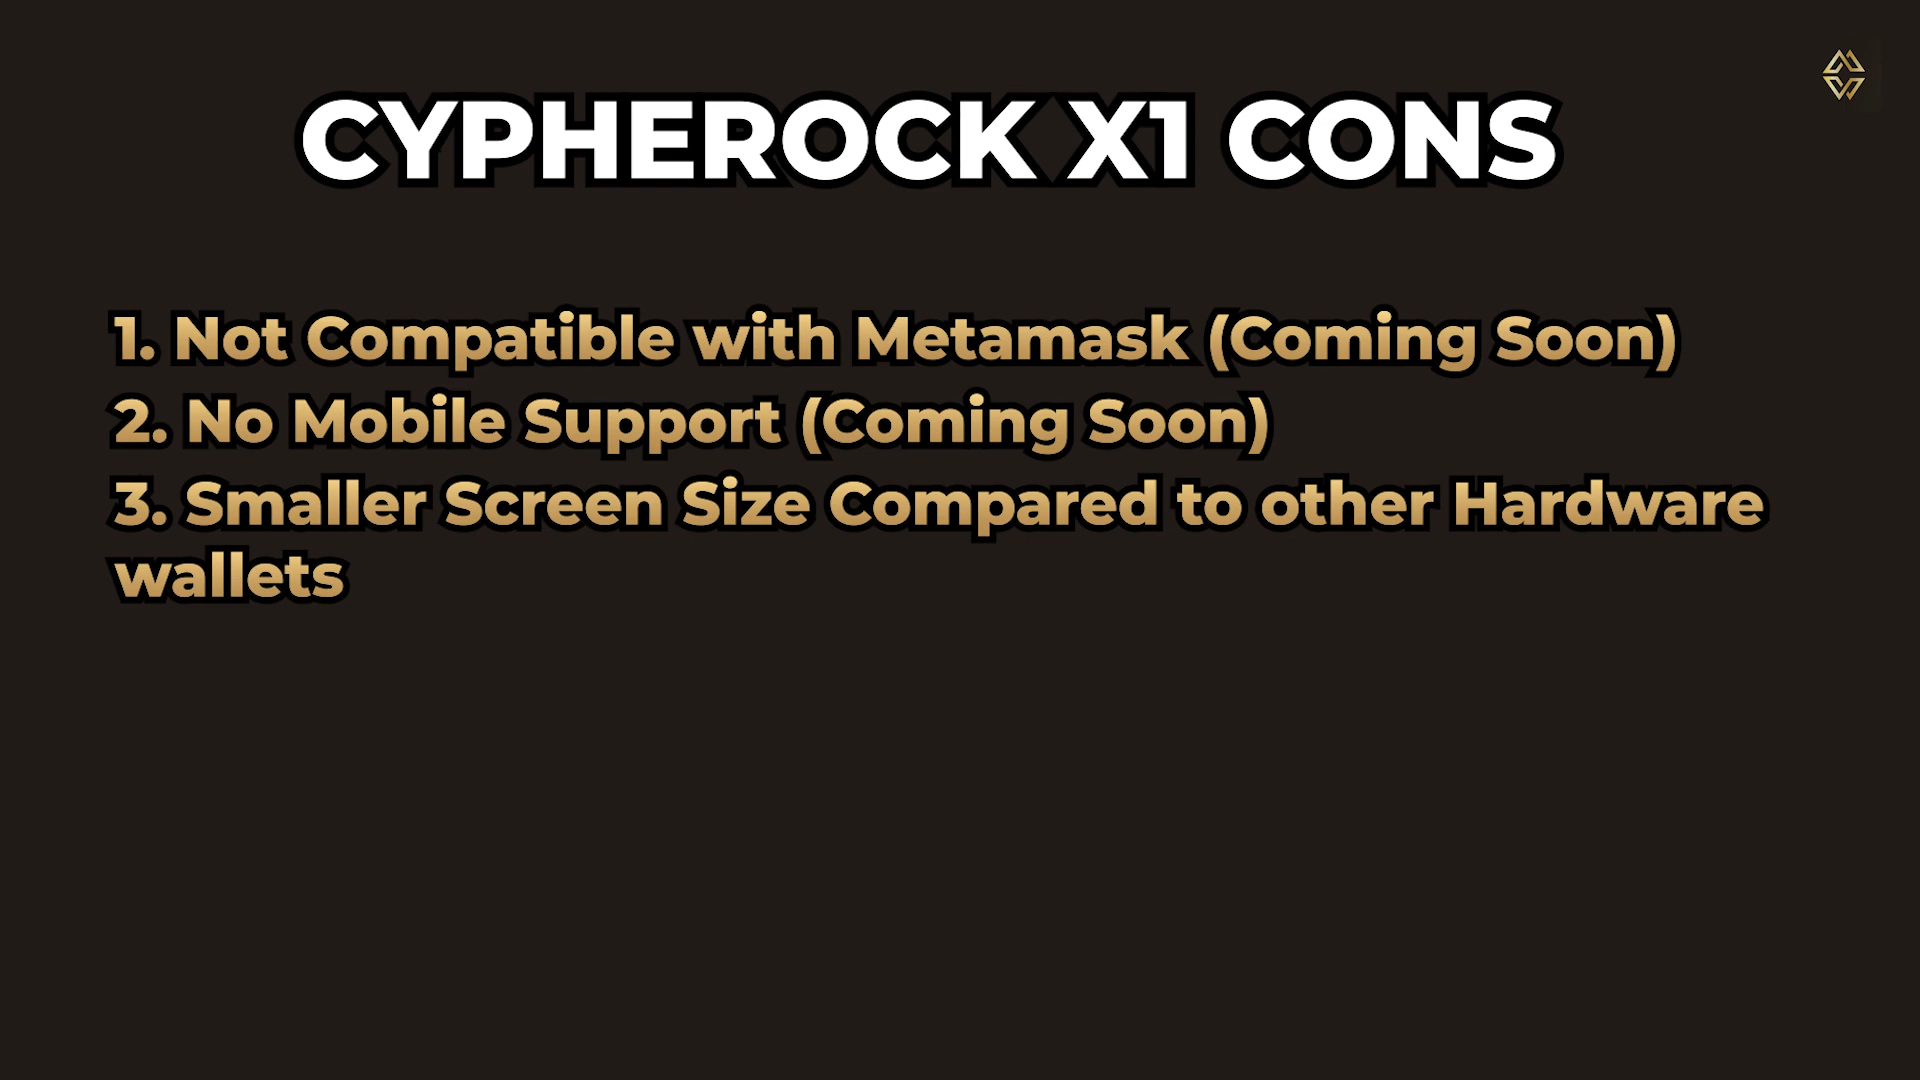 CYPHEROCK X1 CONS
1. Not Compatible with Metamask (Coming Soon)
2. No Mobile Support (Coming Soon)
3. Smaller Screen Size Compared to other Hardware
wallets